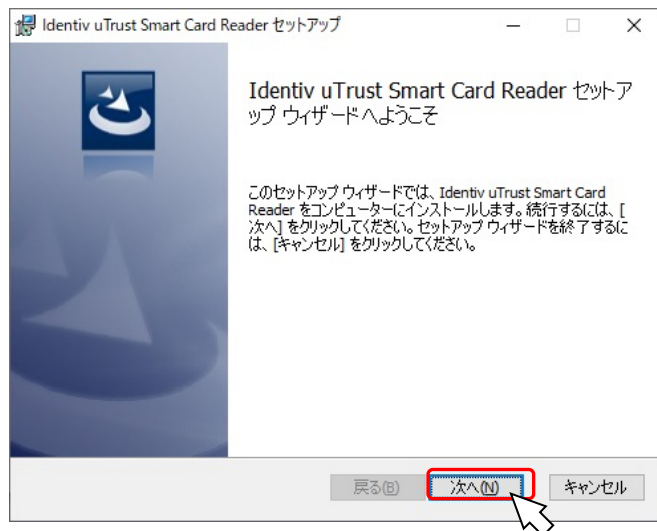 Identiv uTrust Smart Card Reader セットアップ
Identiv uTrust Smart Card Reader セットア
ップ ウィザードへようこそ
このセットアップ ウィザードでは、Identiv uTrust Smart Card
Reader をコンピューターにインストールします。続行するには、[
次へ] をクリックしてください。セットアップ ウィザードを終了するに
は、[キャンセル] をクリックしてください。
戻る(B) 次へ(N) キャンセル